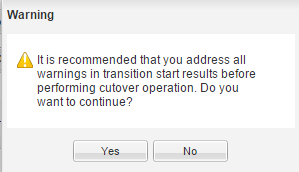 Warning
It is recommended that you address all
warnings in transition start results before
performing cutover operation. Do you
want to continue?
Yes
No